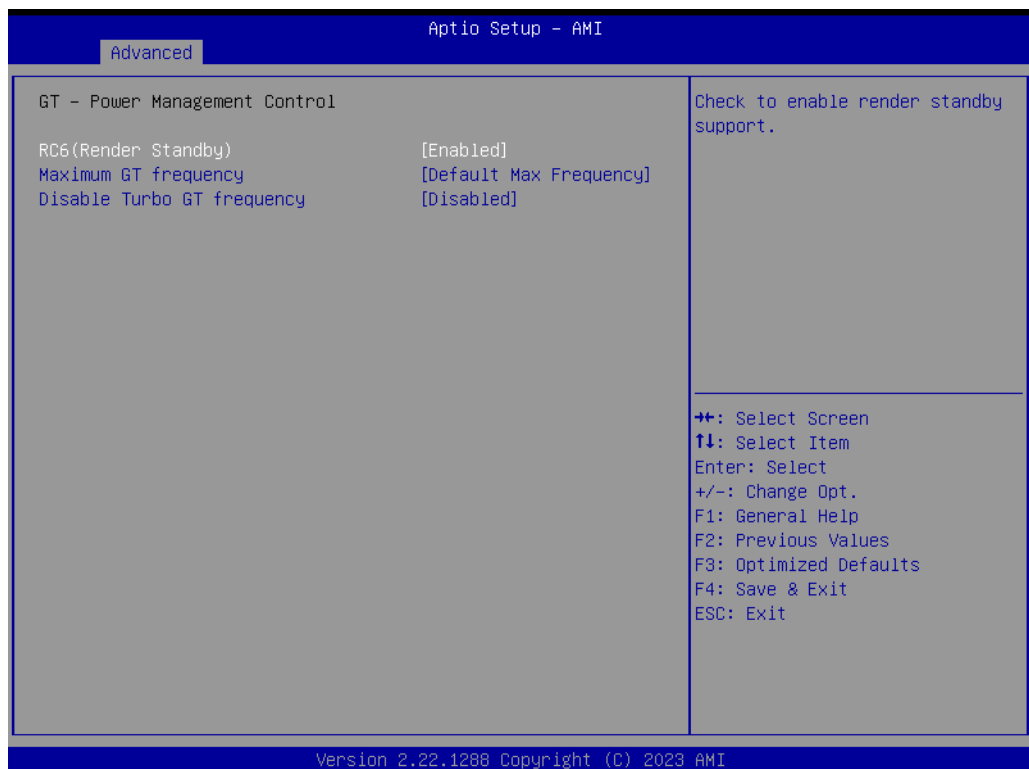 Aptio Setup – AMI
Advanced
GT – Power Management Control
RC6(Render Standby) [Enabled]
Maximum GT frequency [Default Max Frequency]
Disable Turbo GT frequency [Disabled]
Check to enable render standby
support.
→←: Select Screen
↑↓: Select Item
Enter: Select
+/-: Change Opt.
F1: General Help
F2: Previous Values
F3: Optimized Defaults
F4: Save & Exit
ESC: Exit
Version 2.22.1288 Copyright (C) 2023 AMI